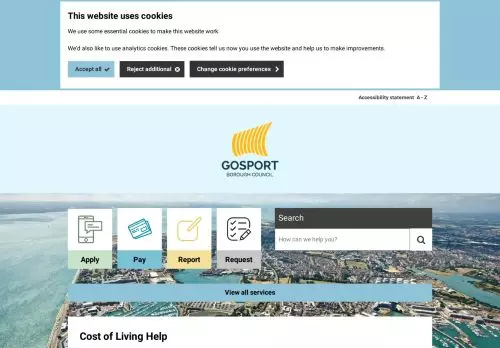 This website uses cookies
We use some essential cookies to make this website work
We'd also like to use analytics cookies. These cookies tell us now you use the website and help us to make improvements.
Accept all
Reject additional
Change cookie preferences
Accessibility statement A - Z
GOSPORT
BOROUGH COUNCIL
Search
How can we help you?
Apply Pay Report Request
View all services
Cost of Living Help